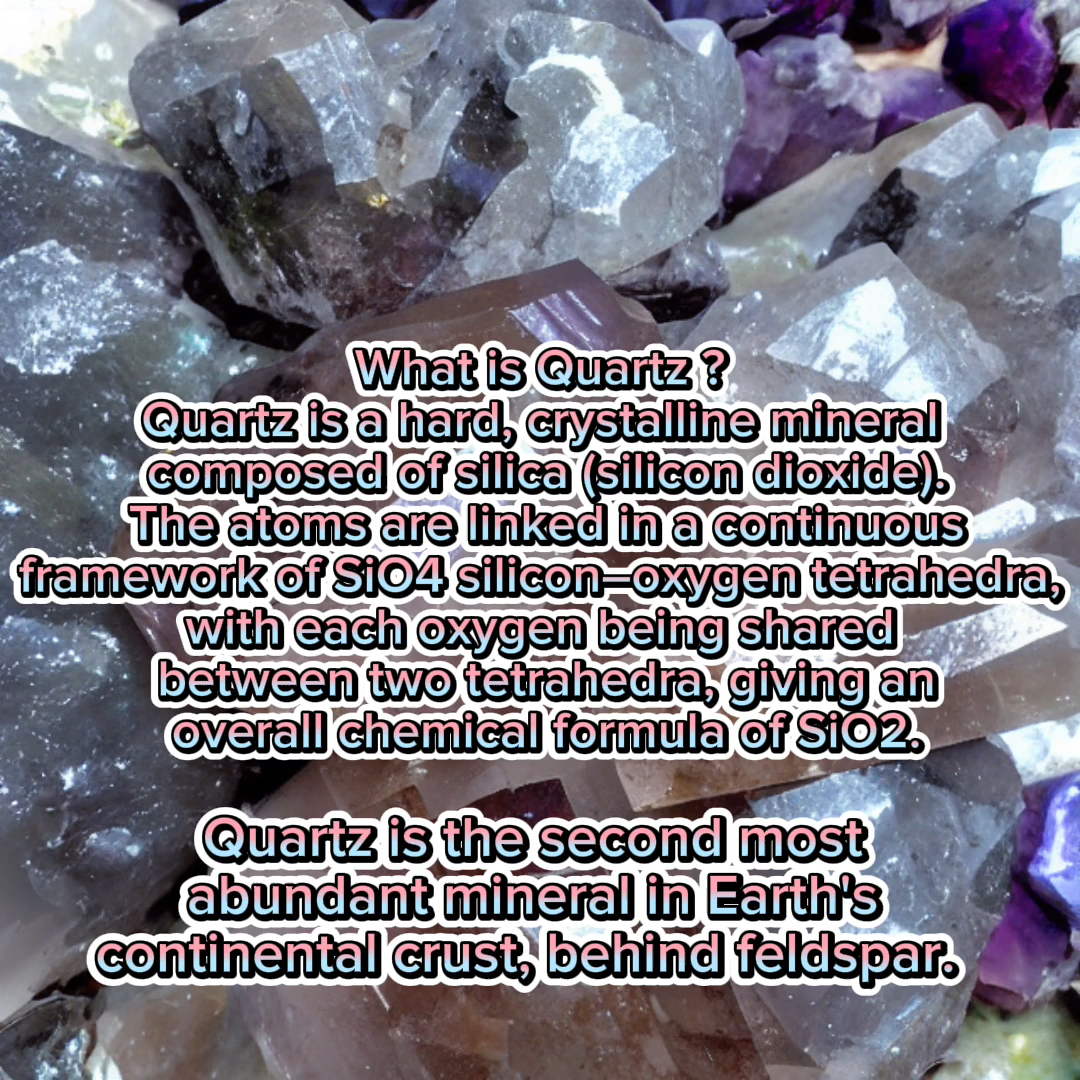 What is Quartz ?
Quartz is a hard, crystalline mineral
composed of silica (silicon dioxide).
The atoms are linked in a continuous
framework of SiO4 silicon–oxygen tetrahedra,
with each oxygen being shared
between two tetrahedra, giving an
overall chemical formula of SiO2.
Quartz is the second most
abundant mineral in Earth's
continental crust, behind feldspar.